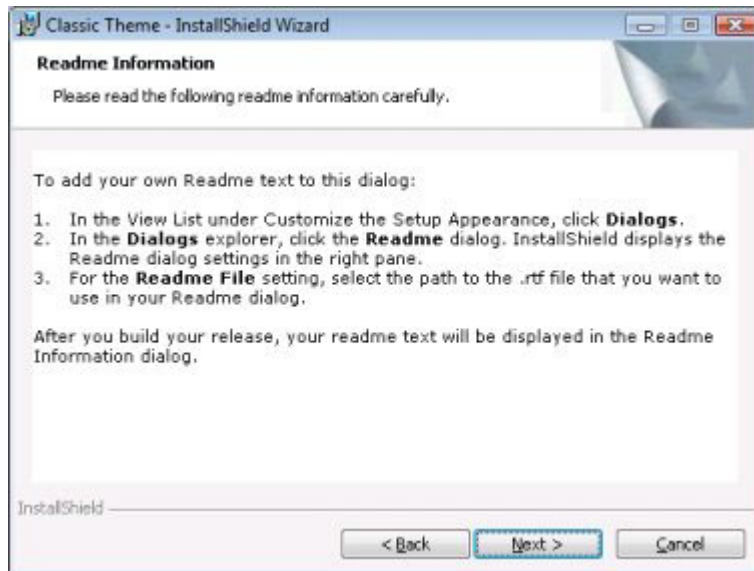 Classic Theme - InstallShield Wizard
Readme Information
Please read the following readme information carefully.
To add your own Readme text to this dialog:
1. In the View List under Customize the Setup Appearance, click Dialogs.
2. In the Dialogs explorer, click the Readme dialog. InstallShield displays the
Readme dialog settings in the right pane.
3. For the Readme File setting, select the path to the .rtf file that you want to
use in your Readme dialog.
After you build your release, your readme text will be displayed in the Readme
Information dialog.
InstallShield
< Back Next > Cancel